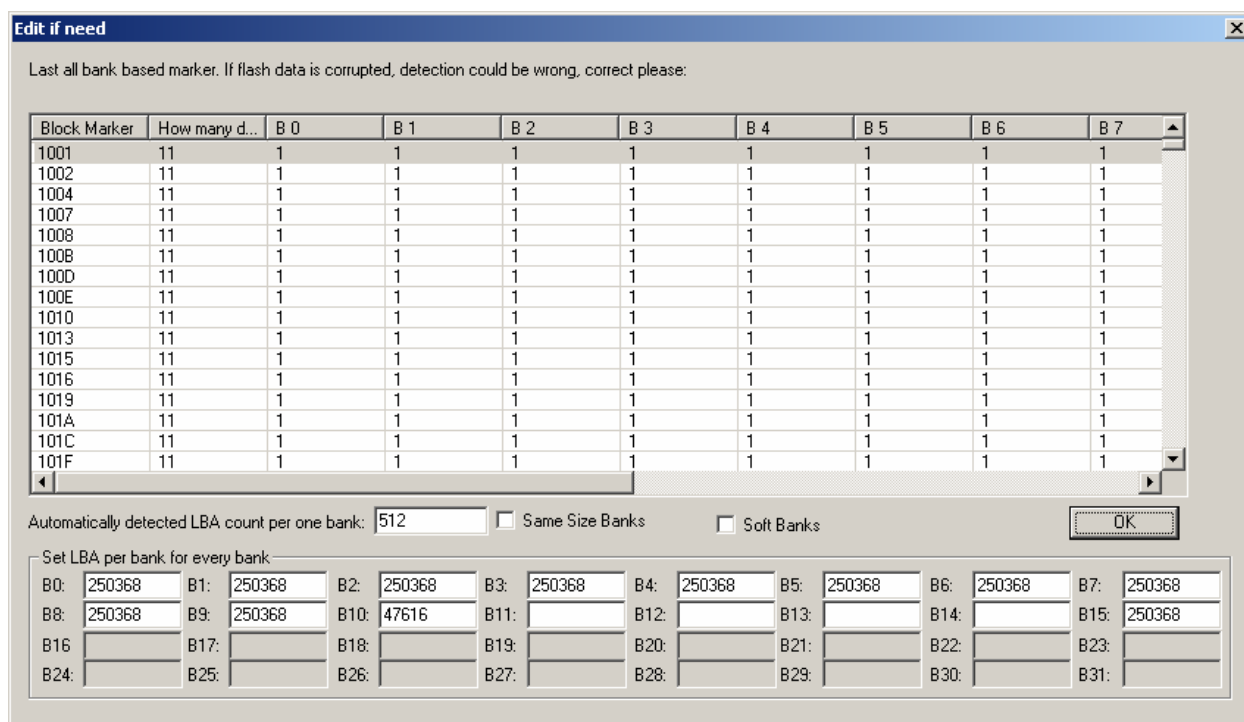 Edit if need
Last all bank based marker. If flash data is corrupted, detection could be wrong, correct please:
Block Marker How many d... B 0 B 1 B 2 B 3 B 4 B 5 B 6 B 7
1001 11 1 1 1 1 1 1 1 1
1002 11 1 1 1 1 1 1 1 1
1004 11 1 1 1 1 1 1 1 1
1007 11 1 1 1 1 1 1 1 1
1008 11 1 1 1 1 1 1 1 1
100B 11 1 1 1 1 1 1 1 1
100D 11 1 1 1 1 1 1 1 1
100E 11 1 1 1 1 1 1 1 1
1010 11 1 1 1 1 1 1 1 1
1013 11 1 1 1 1 1 1 1 1
1015 11 1 1 1 1 1 1 1 1
1016 11 1 1 1 1 1 1 1 1
1019 11 1 1 1 1 1 1 1 1
101A 11 1 1 1 1 1 1 1 1
101C 11 1 1 1 1 1 1 1 1
101F 11 1 1 1 1 1 1 1 1
Automatically detected LBA count per one bank: 512 Same Size Banks Soft Banks OK
Set LBA per bank for every bank
B0: 250368 B1: 250368 B2: 250368 B3: 250368 B4: 250368 B5: 250368 B6: 250368 B7: 250368
B8: 250368 B9: 250368 B10: 47616 B11: B12: B13: B14: B15: 250368
B16 B17: B18: B19: B20: B21: B22: B23:
B24: B25: B26: B27: B28: B29: B30: B31: